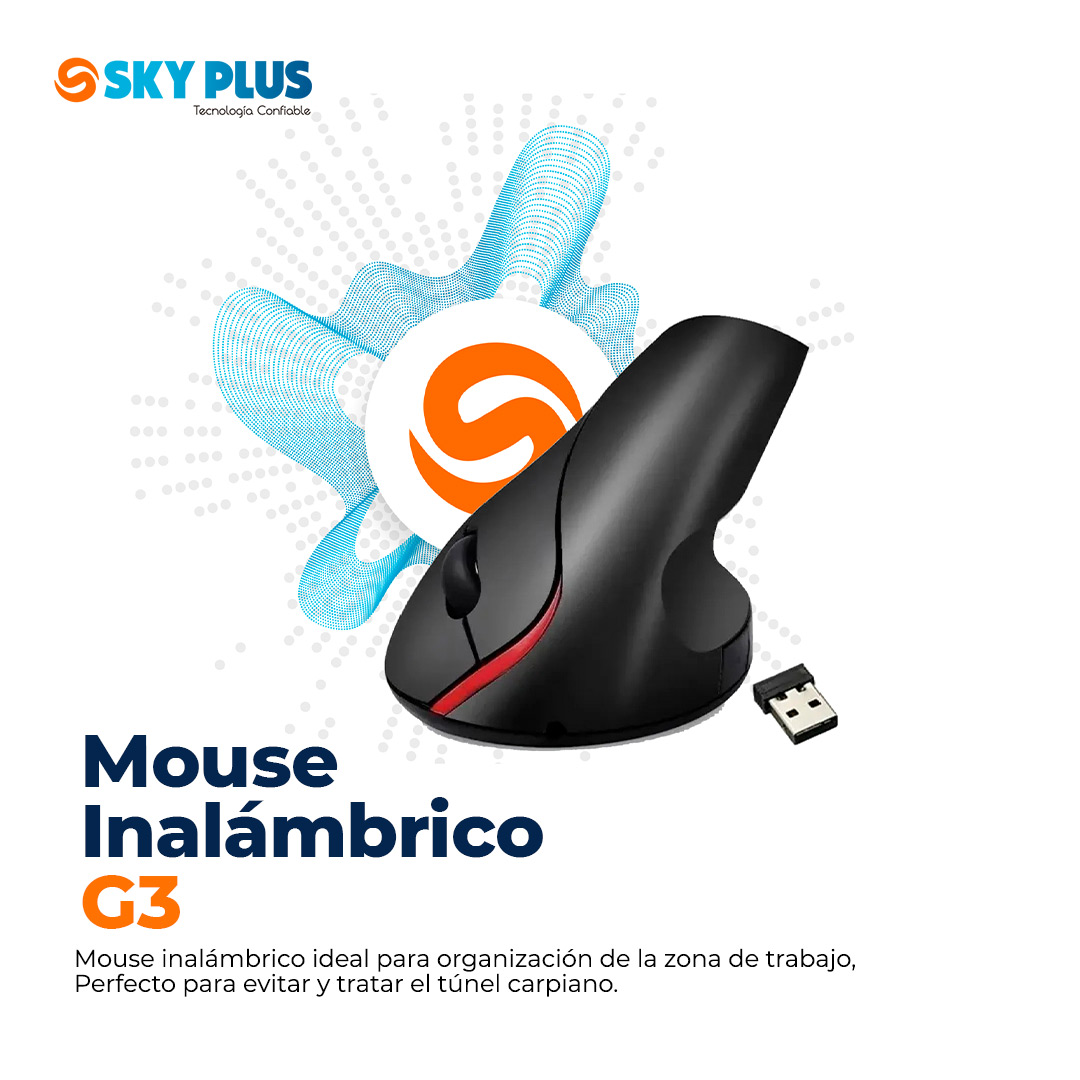 SKY PLUS
Tecnología Confiable
Mouse
Inalámbrico
G3
Mouse inalámbrico ideal para organización de la zona de trabajo,
Perfecto para evitar y tratar el túnel carpiano.